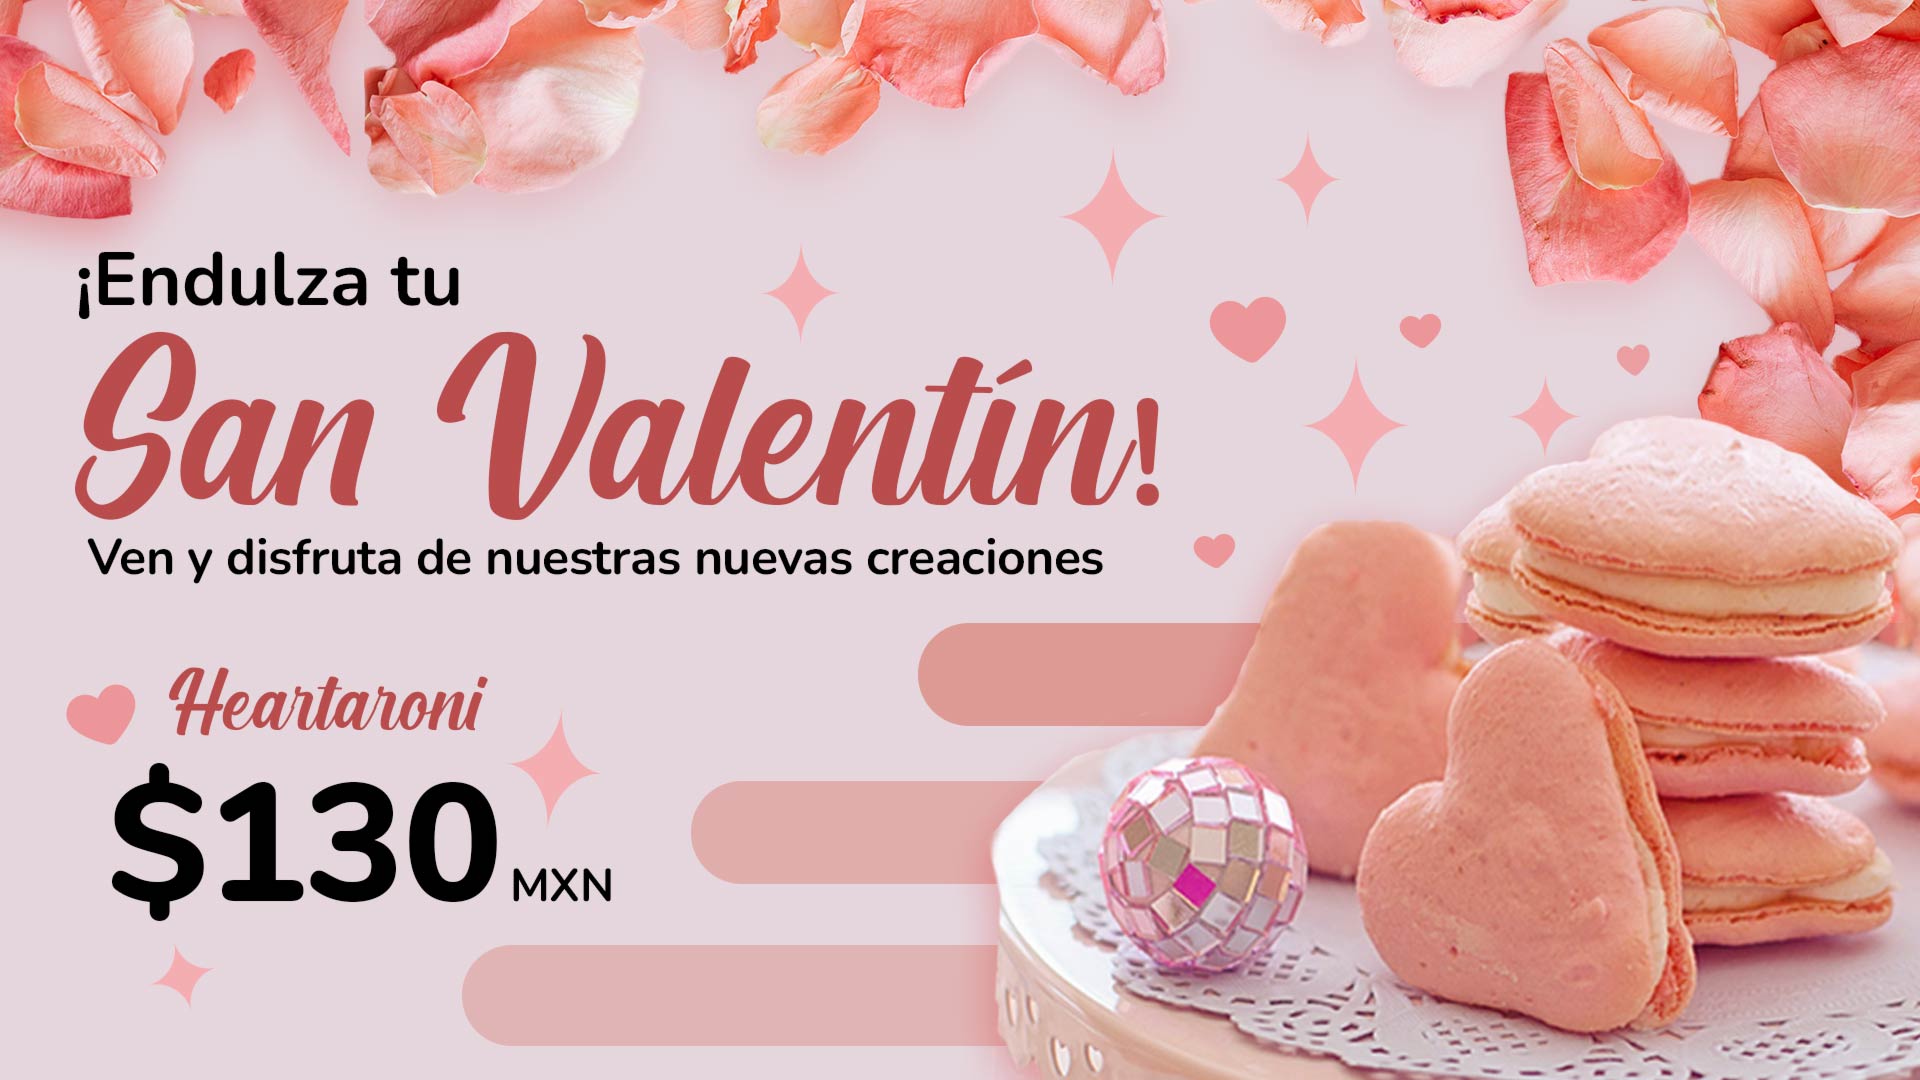 ¡Endulza tu
San Valentín!
Ven y disfruta de nuestras nuevas creaciones
Heartaroni
$130 MXN